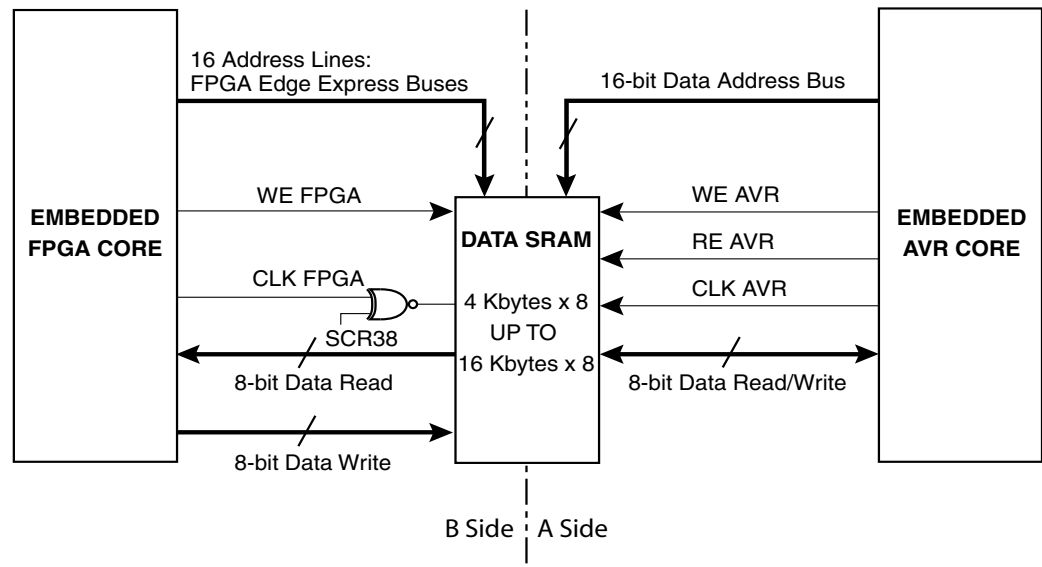 16 Address Lines:
FPGA Edge Express Buses
16-bit Data Address Bus
EMBEDDED
FPGA CORE
WE FPGA
CLK FPGA
SCR38
8-bit Data Read
8-bit Data Write
DATA SRAM
4 Kbytes x 8
UP TO
16 Kbytes x 8
WE AVR
RE AVR
CLK AVR
8-bit Data Read/Write
EMBEDDED
AVR CORE
B Side
A Side